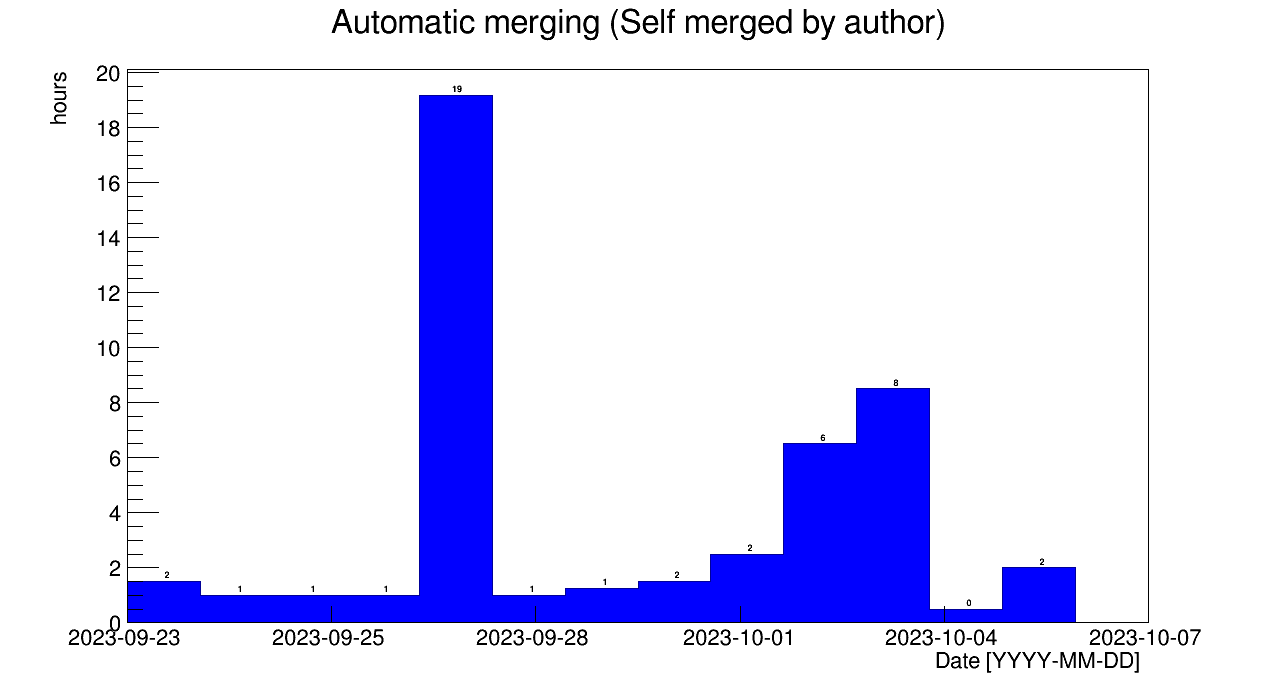 Automatic merging (Self merged by author)
hours
20
18
16
14
12
10
8
6
4
2
0
2 1 1 1 19 1 1 2 2 6 8 0 2
2023-09-23 2023-09-25 2023-09-28 2023-10-01 2023-10-04 2023-10-07
Date [YYYY-MM-DD]